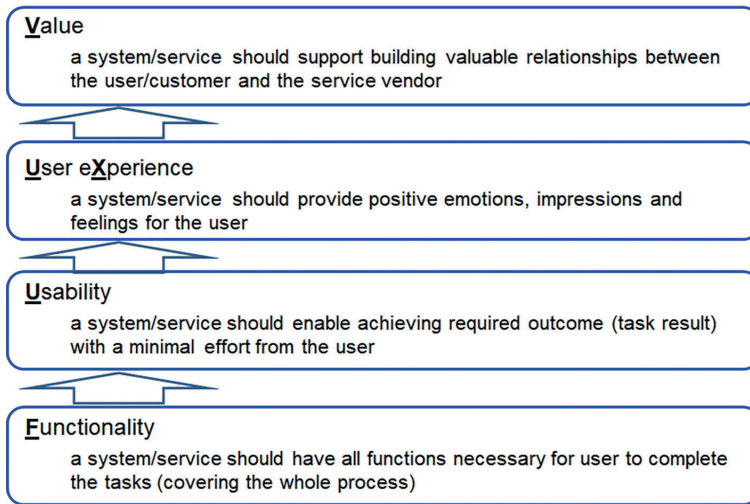 Value
a system/service should support building valuable relationships between
the user/customer and the service vendor
User eXperience
a system/service should provide positive emotions, impressions and
feelings for the user
Usability
a system/service should enable achieving required outcome (task result)
with a minimal effort from the user
Functionality
a system/service should have all functions necessary for user to complete
the tasks (covering the whole process)